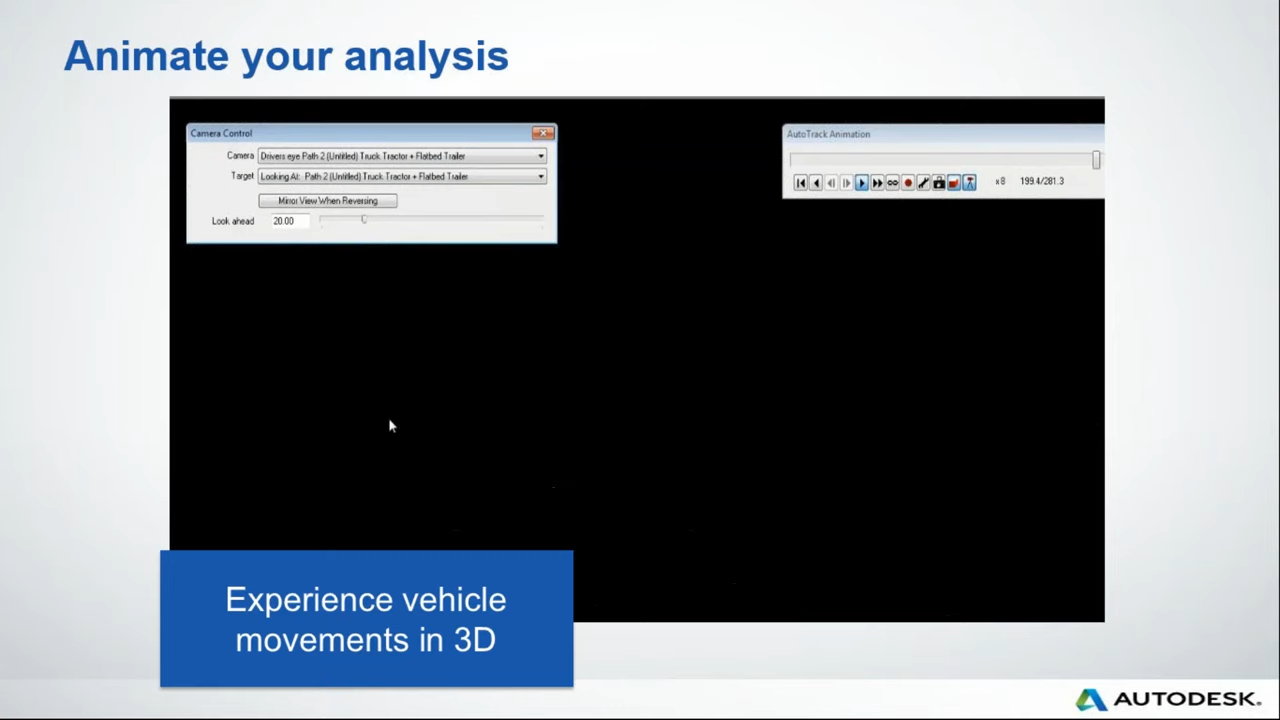 Animate your analysis
Camera Control
Camera Drivers eye Path 2 (Untitled) Truck Tractor + Flatbed Trailer
Target Looking At: Path 2 (Untitled) Truck Tractor + Flatbed Trailer
Mirror View When Reversing
Look ahead 20.00
AutoTrack Animation
x8 199.4/281.3
Experience vehicle
movements in 3D
AUTODESK.